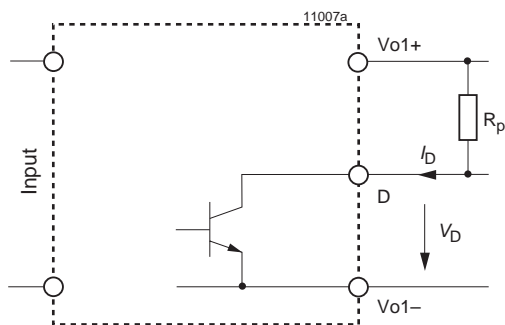 11007a
Vo1+
Input
Rp
ID
D
VD
Vo1–